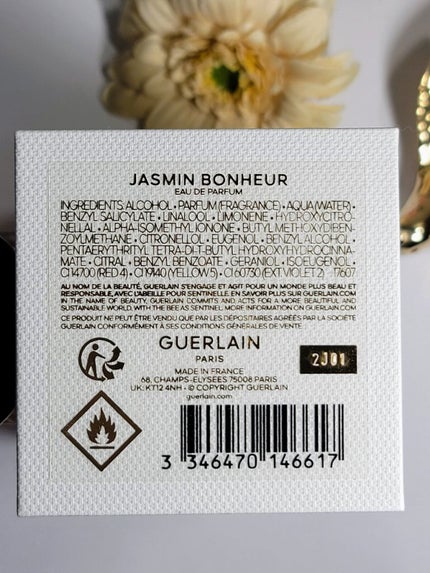 JASMIN BONHEUR
EAU DE PARFUM
INGREDIENTS: ALCOHOL • PARFUM (FRAGRANCE) • AQUA (WATER) •
BENZYL SALICYLATE • LINALOOL • LIMONENE • HYDROXYCITRO-
NELLAL • ALPHA-ISOMETHYL IONONE • BUTYL METHOXYDIBEN-
ZOYLMETHANE • CITRONELLOL • EUGENOL • BENZYL ALCOHOL •
PENTAERYTHRITYL TETRA-DI-T-BUTYL HYDROXYHYDROCINNA-
MATE • CITRAL • BENZYL BENZOATE • GERANIOL • ISOEUGENOL •
CI 14700 (RED 4) • CI 19140 (YELLOW 5) • CI 60730 (EXT. VIOLET 2) - 17607
AU NOM DE LA BEAUTÉ, GUERLAIN S'ENGAGE ET AGIT POUR UN MONDE PLUS BEAU ET
RESPONSABLE, AVEC L'ABEILLE POUR SENTINELLE. EN SAVOIR PLUS SUR GUERLAIN.COM
IN THE NAME OF BEAUTY, GUERLAIN COMMITS AND ACTS FOR A MORE BEAUTIFUL AND
SUSTAINABLE WORLD, WITH THE BEE AS SENTINEL. MORE INFORMATION ON GUERLAIN.COM
CE PRODUIT NE PEUT ÊTRE VENDU QUE PAR LES DÉPOSITAIRES AGRÉÉS PAR LA SOCIÉTÉ
GUERLAIN CONFORMÉMENT À SES CONDITIONS GÉNÉRALES DE VENTE.
GUERLAIN
PARIS
2J01
MADE IN FRANCE
68, CHAMPS-ELYSEES 75008 PARIS
UK: KT12 4NH - © COPYRIGHT GUERLAIN
guerlain.com
3 346470 146617